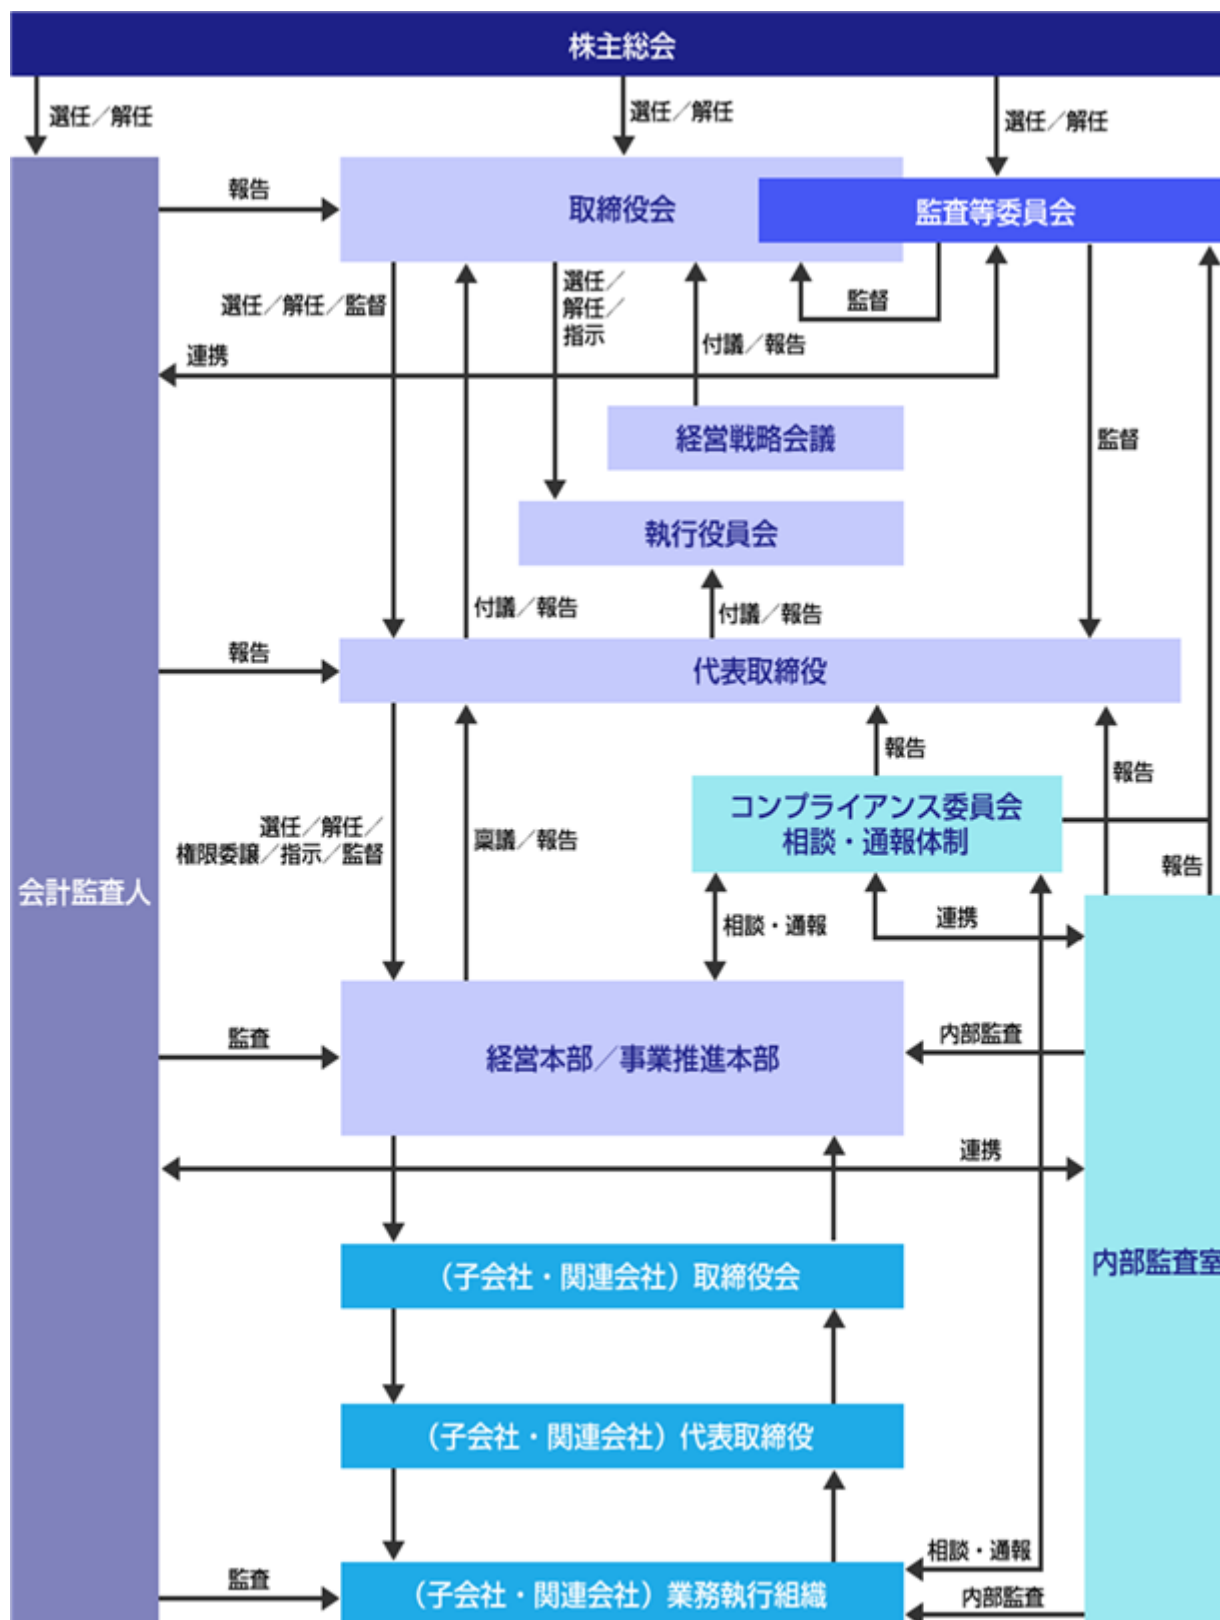 株主総会
選任／解任
選任／解任
選任／解任
報告
取締役会
監査等委員会
選任／解任／監督
選任／
解任／
指示
監督
付議／報告
連携
経営戦略会議
監督
執行役員会
付議／報告
付議／報告
報告
代表取締役
報告
報告
コンプライアンス委員会
相談・通報体制
選任／解任／
権限委譲／指示／監督
稟議／報告
報告
会計監査人
相談・通報
連携
監査
経営本部／事業推進本部
内部監査
連携
内部監査室
（子会社・関連会社）取締役会
（子会社・関連会社）代表取締役
相談・通報
監査
（子会社・関連会社）業務執行組織
内部監査